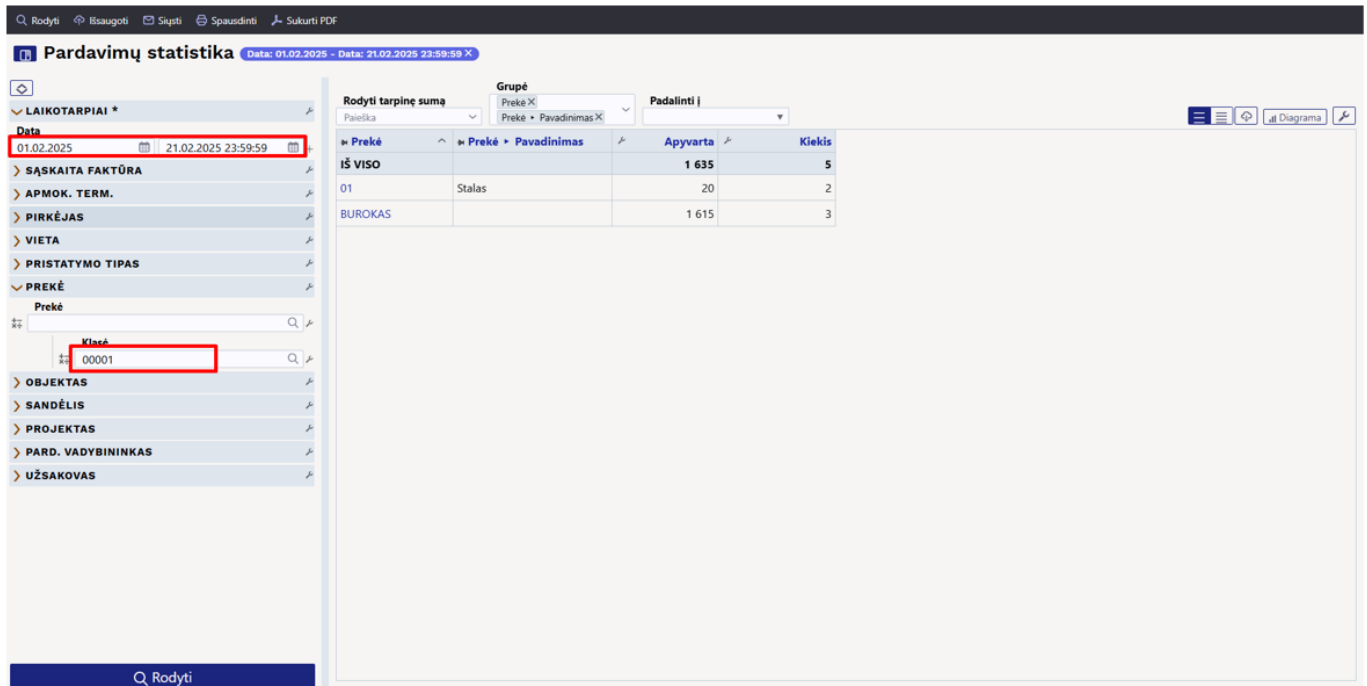 Rodyti Išsaugoti Siųsti Spausdinti Sukurti PDF
Pardavimų statistika Data: 01.02.2025 - Data: 21.02.2025 23:59:59 X
LAIKOTARPIAI *
Data
01.02.2025 21.02.2025 23:59:59
SĄSKAITA FAKTŪRA
APMOK. TERM.
PIRKĖJAS
VIETA
PRISTATYMO TIPAS
PREKĖ
Prekė
Klasė
00001
OBJEKTAS
SANDĖLIS
PROJEKTAS
PARD. VADYBININKAS
UŽSAKOVAS
Rodyti
Rodyti tarpinę sumą
Paieška
Grupė
Prekė X
Prekė ▸ Pavadinimas X
Padalinti į
Diagrama
Prekė Prekė ▸ Pavadinimas Apyvarta Kiekis
IŠ VISO 1 635 5
01 Stalas 20 2
BUROKAS 1 615 3